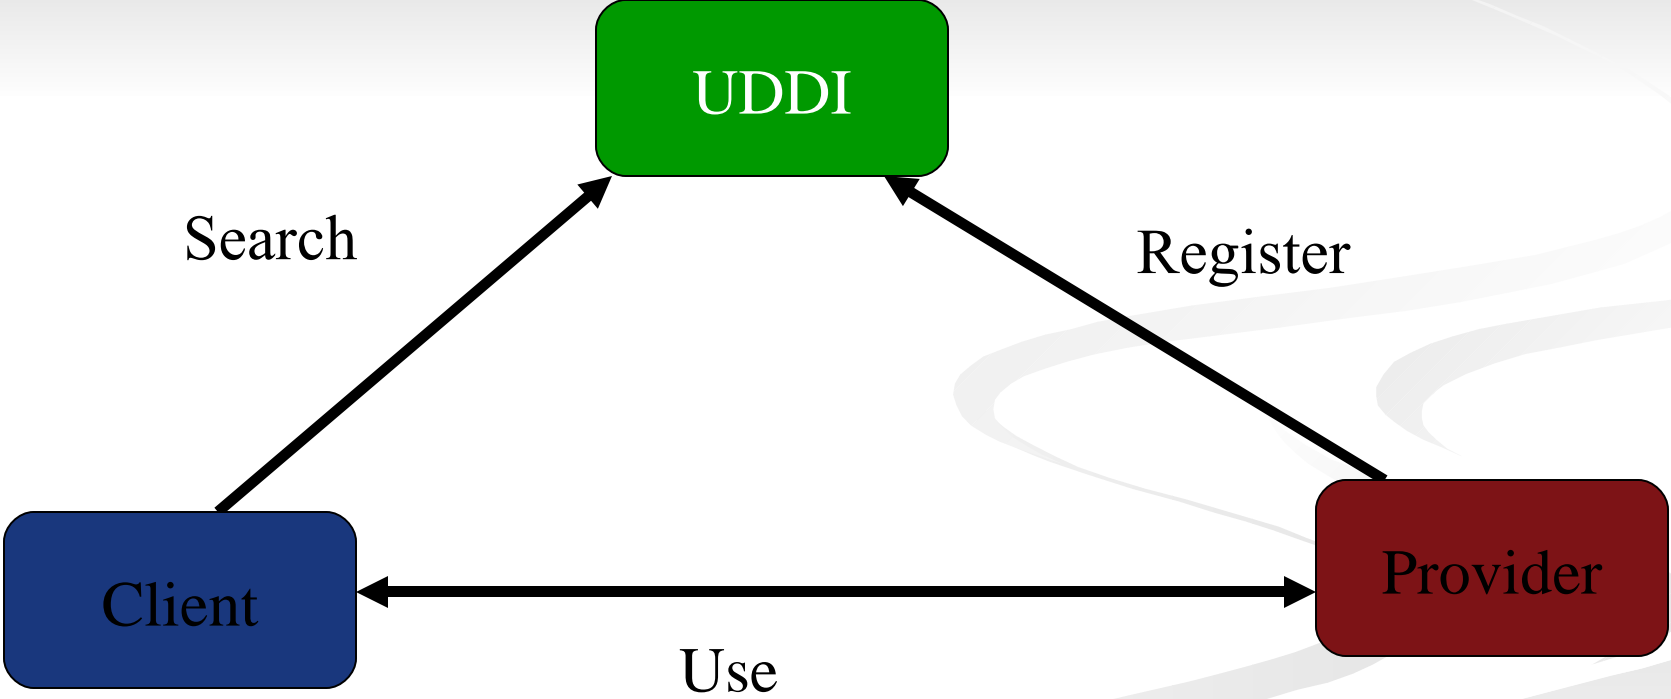 UDDI
Search
Register
Provider
Client
Use